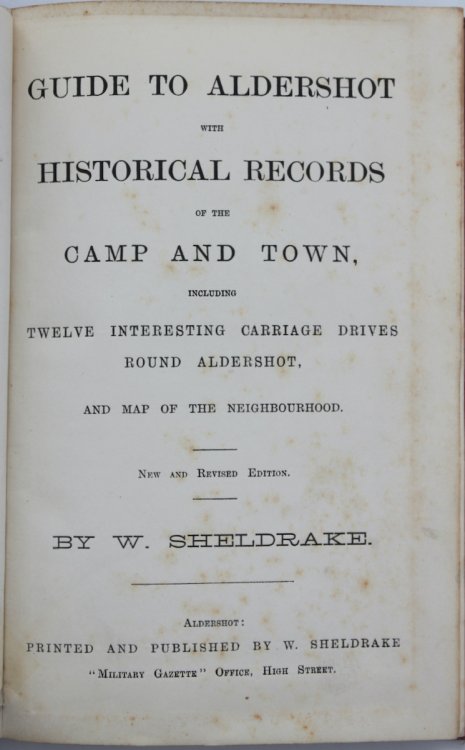 GUIDE TO ALDERSHOT
WITH
HISTORICAL RECORDS
OF THE
CAMP AND TOWN,
INCLUDING
TWELVE INTERESTING CARRIAGE DRIVES
ROUND ALDERSHOT,
AND MAP OF THE NEIGHBOURHOOD.
NEW AND REVISED EDITION.
BY W. SHELDRAKE.
ALDERSHOT:
PRINTED AND PUBLISHED BY W. SHELDRAKE
"MILITARY GAZETTE" OFFICE, HIGH STREET.